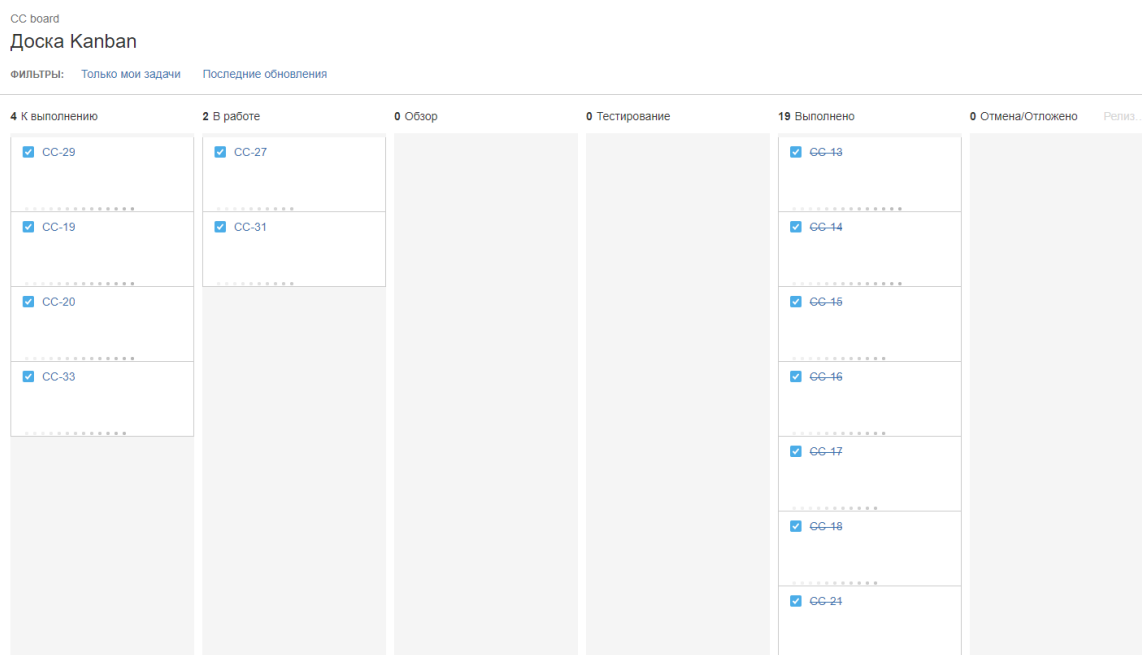 CC board
Доска Kanban
ФИЛЬТРЫ: Только мои задачи Последние обновления
4 К выполнению 2 В работе 0 Обзор 0 Тестирование 19 Выполнено 0 Отмена/Отложено Релиз...
CC-29 CC-27 CC-13
CC-19 CC-31 CC-14
CC-20 CC-15
CC-33 CC-16
CC-17
CC-18
CC-21